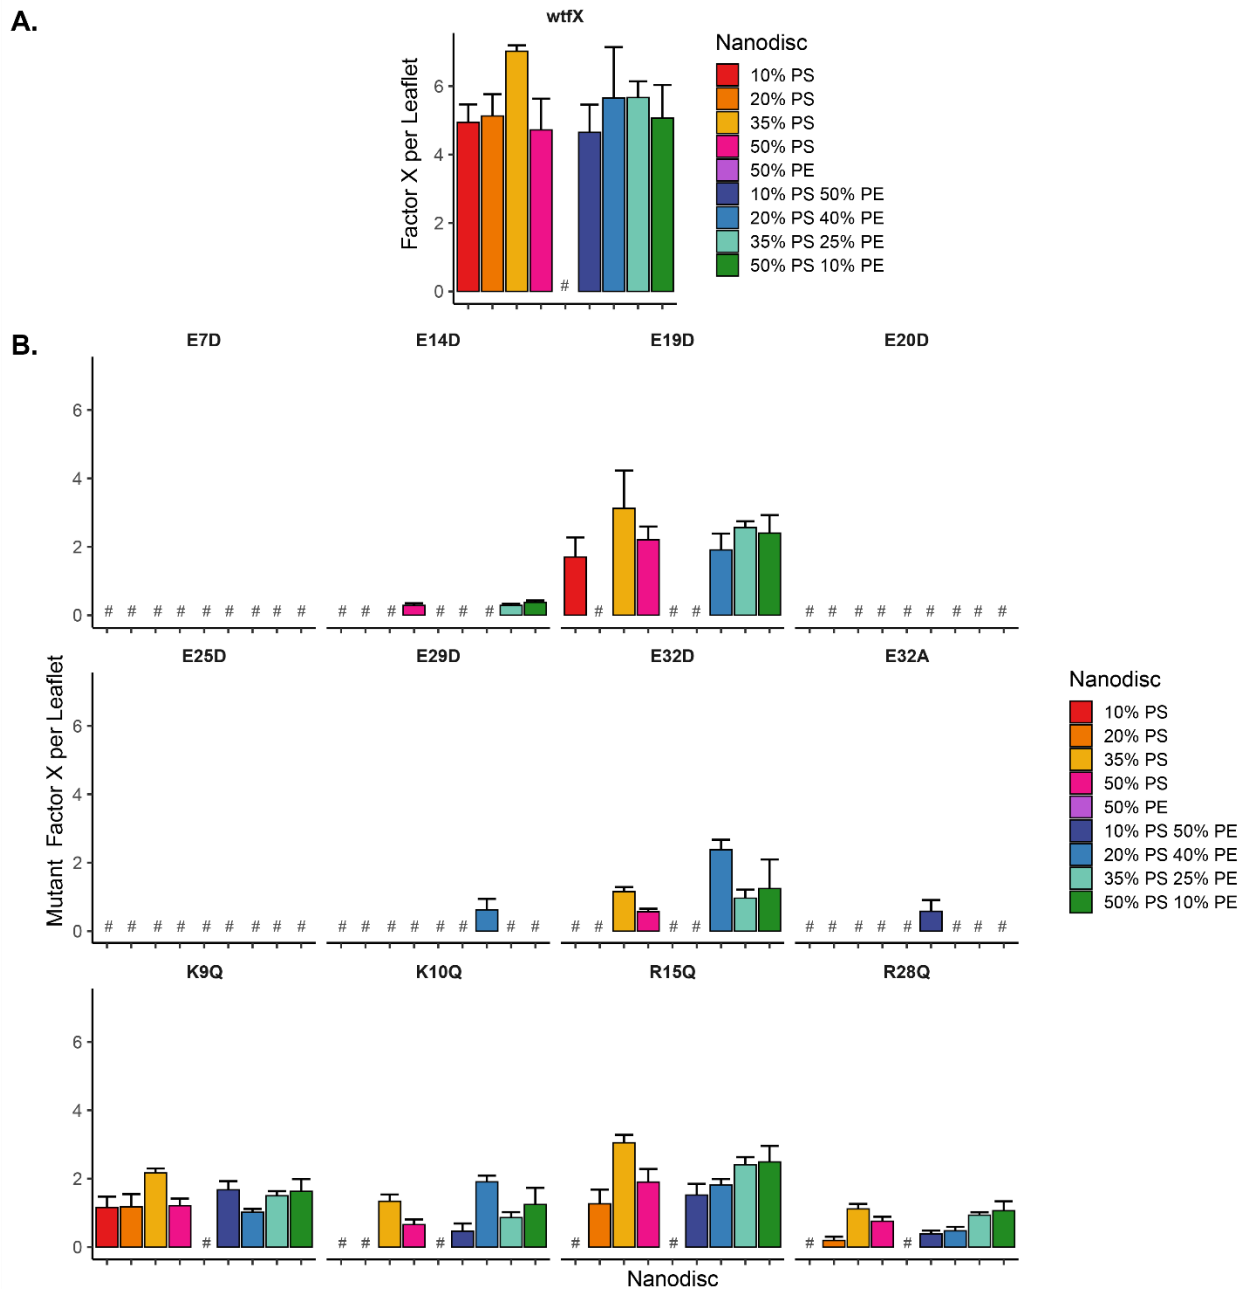 A.
wtfX
Factor X per Leaflet
6
4
2
0
#
Nanodisc
10% PS
20% PS
35% PS
50% PS
50% PE
10% PS 50% PE
20% PS 40% PE
35% PS 25% PE
50% PS 10% PE
B.
E7D E14D E19D E20D
6
4
2
0
# # # # # # # # # # # # # # # # # # # # # # # # # # # #
E25D E29D E32D E32A
Mutant Factor X per Leaflet
6
4
2
0
# # # # # # # # # # # # # # # # # # # # # # # # # # # # # #
Nanodisc
10% PS
20% PS
35% PS
50% PS
50% PE
10% PS 50% PE
20% PS 40% PE
35% PS 25% PE
50% PS 10% PE
K9Q K10Q R15Q R28Q
6
4
2
0
# # # # # # # #
Nanodisc